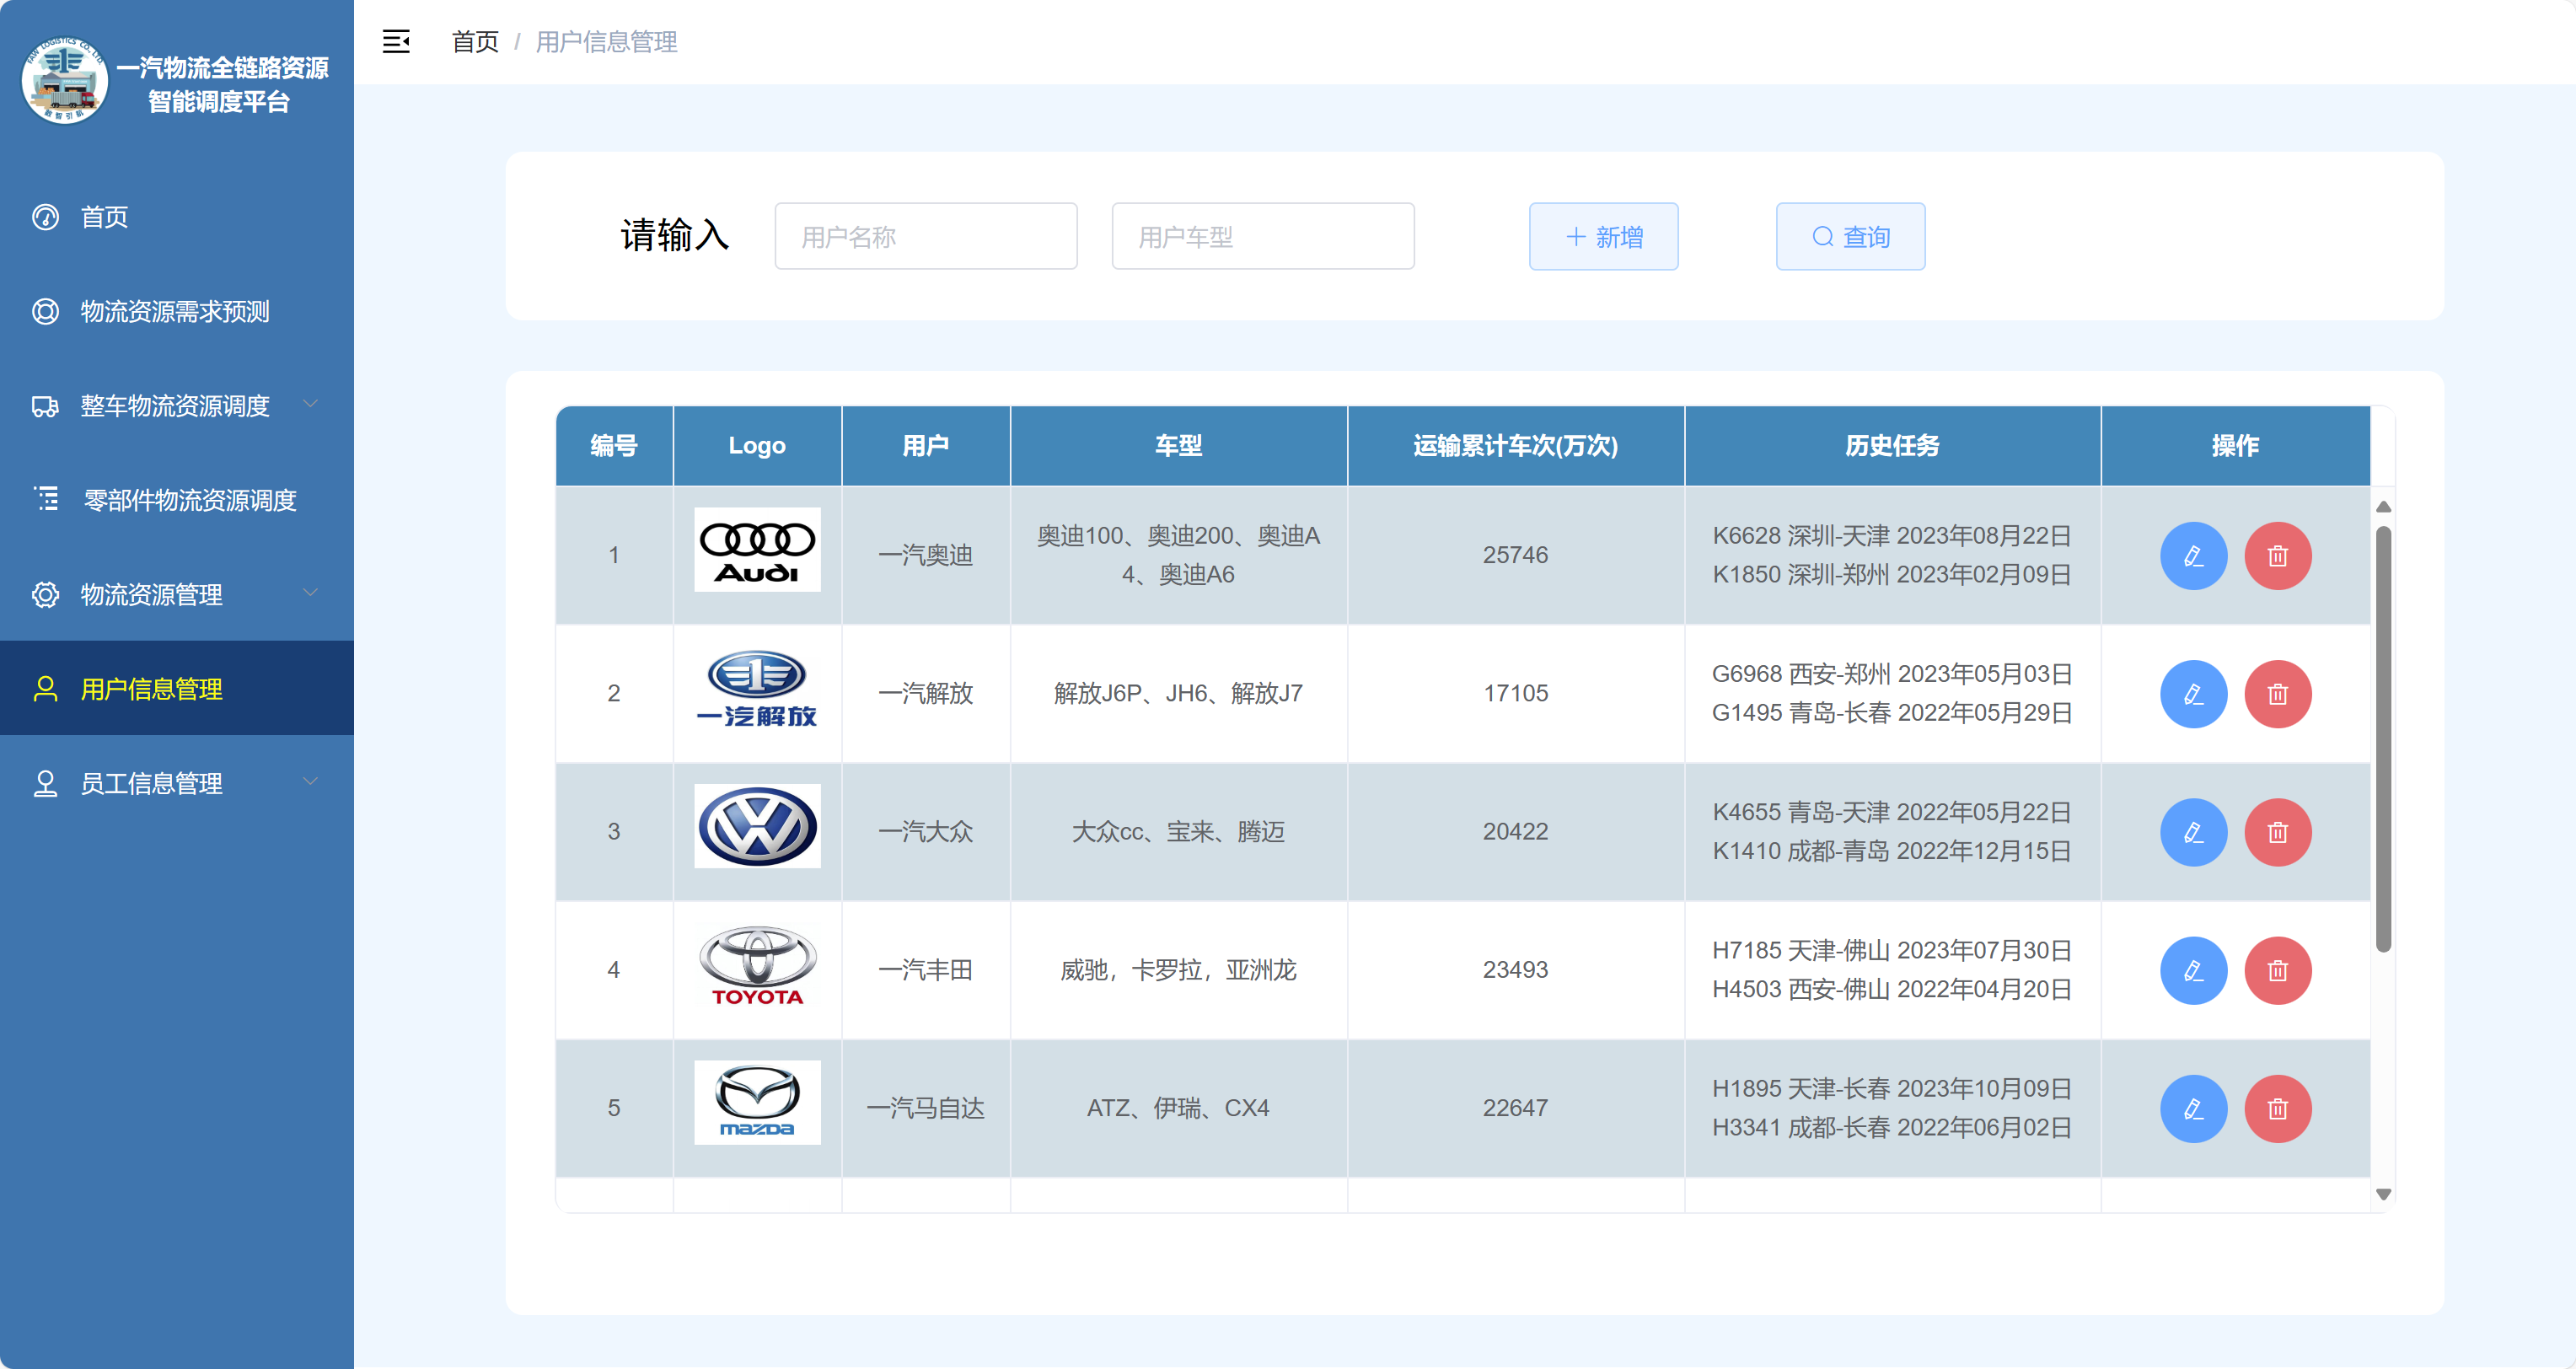 FAW LOGISTICS CO., LTD.
数智引航
一汽物流全链路资源
智能调度平台
首页
物流资源需求预测
整车物流资源调度
零部件物流资源调度
物流资源管理
用户信息管理
员工信息管理
首页 / 用户信息管理
请输入 用户名称 用户车型 新增 查询
编号 Logo 用户 车型 运输累计车次(万次) 历史任务 操作
1 Audi 一汽奥迪 奥迪100、奥迪200、奥迪A 25746 K6628 深圳-天津 2023年08月22日
4、奥迪A6 K1850 深圳-郑州 2023年02月09日
2 一汽解放 一汽解放 解放J6P、JH6、解放J7 17105 G6968 西安-郑州 2023年05月03日
G1495 青岛-长春 2022年05月29日
3 一汽大众 大众cc、宝来、腾迈 20422 K4655 青岛-天津 2022年05月22日
K1410 成都-青岛 2022年12月15日
4 TOYOTA 一汽丰田 威驰，卡罗拉，亚洲龙 23493 H7185 天津-佛山 2023年07月30日
H4503 西安-佛山 2022年04月20日
5 mazda 一汽马自达 ATZ、伊瑞、CX4 22647 H1895 天津-长春 2023年10月09日
H3341 成都-长春 2022年06月02日